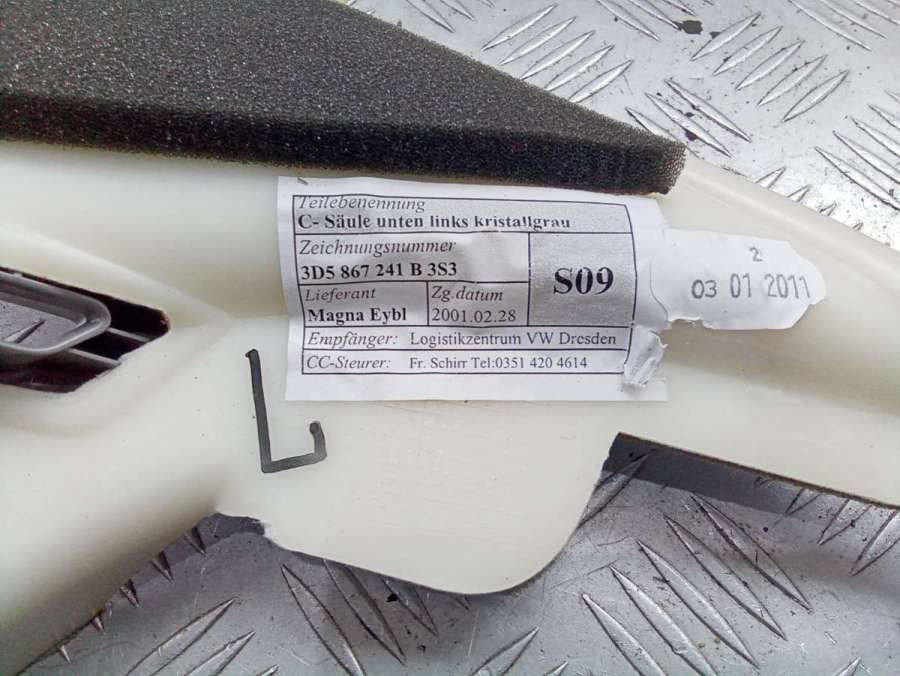 Teilebenennung
C- Säule unten links kristallgrau
Zeichnungsnummer
3D5 867 241 B 3S3
S09
Lieferant
Magna Eybl
Zg.datum
2001.02.28
Empfänger: Logistikzentrum VW Dresden
CC-Steurer: Fr. Schirr Tel:0351 420 4614
2
03 01 2011
L